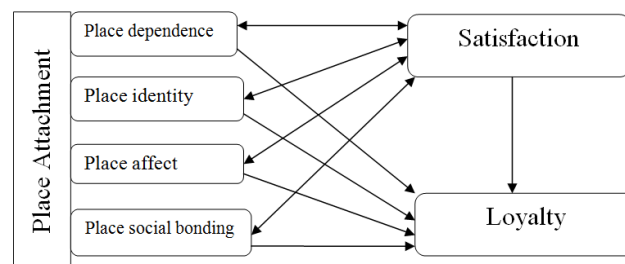 Place Attachment
Place dependence
Place identity
Place affect
Place social bonding
Satisfaction
Loyalty